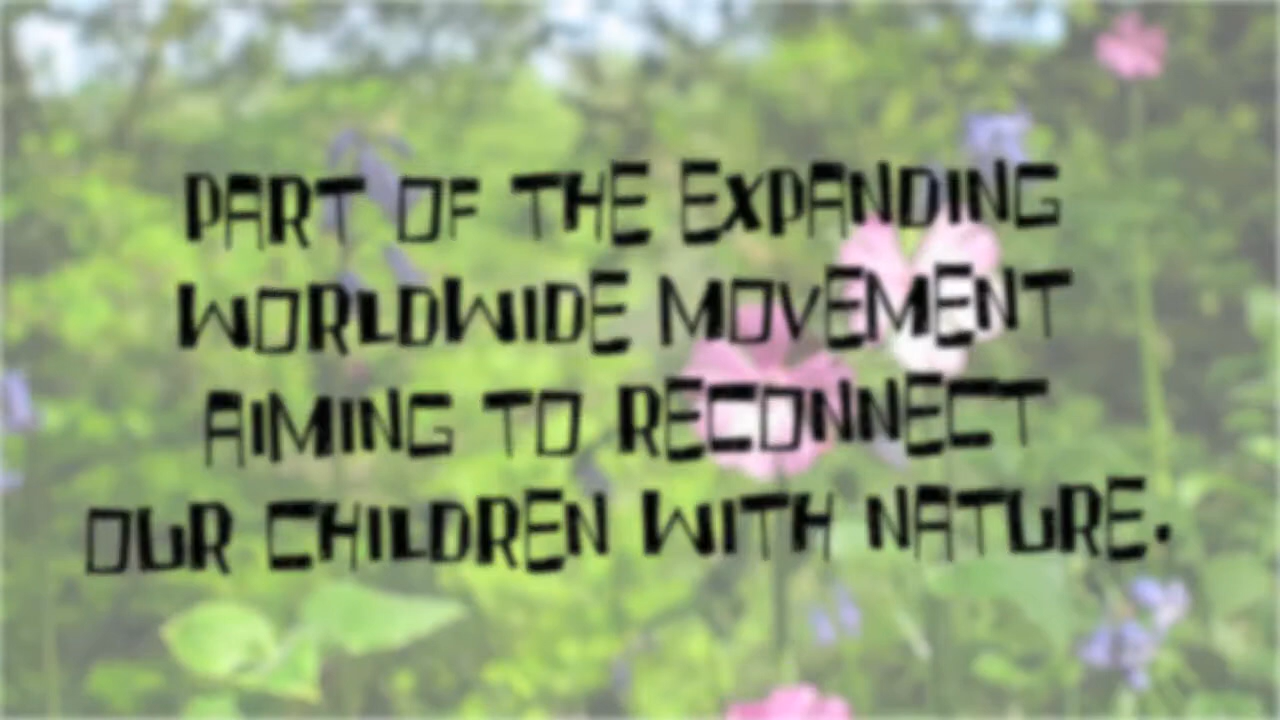 PART OF THE EXPANDING
WORLDWIDE MOVEMENT
AIMING TO RECONNECT
OUR CHILDREN WITH NATURE.